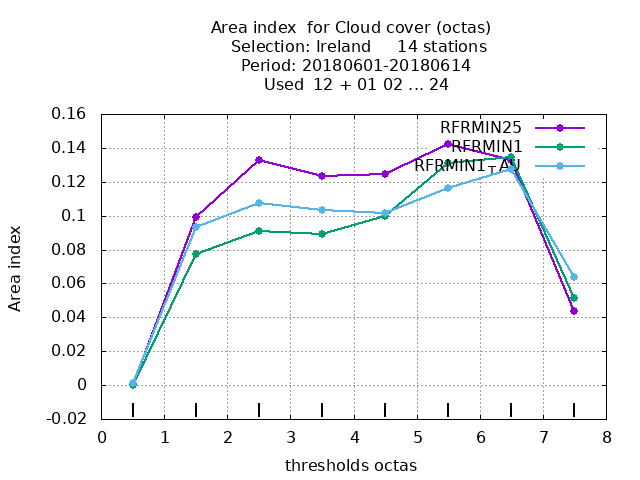 Area index  for Cloud cover (octas)
Selection: Ireland     14 stations
Period: 20180601-20180614
Used  12 + 01 02 ... 24
RFRMIN25
RFRMIN1
RFRMIN1+AU
0.16
0.14
0.12
0.1
0.08
0.06
0.04
0.02
0
-0.02
Area index
0 1 2 3 4 5 6 7 8
thresholds octas